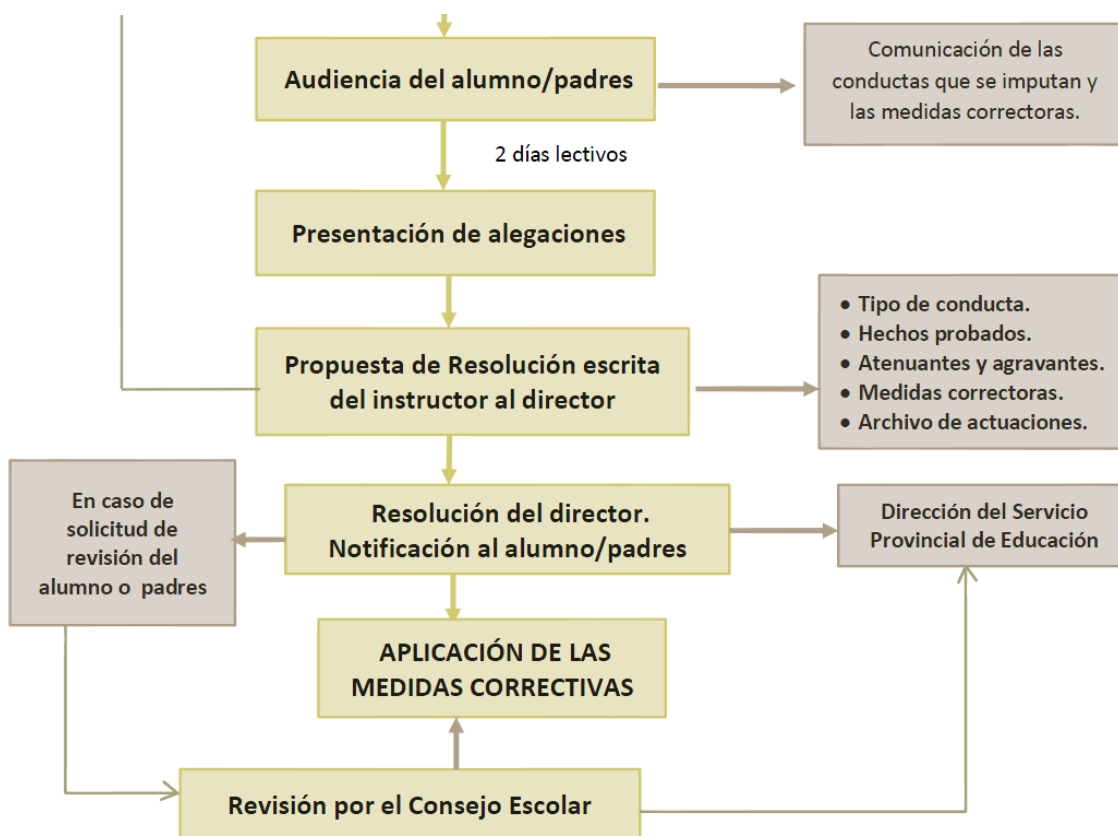 Audiencia del alumno/padres
Comunicación de las
conductas que se imputan y
las medidas correctoras.
2 días lectivos
Presentación de alegaciones
Propuesta de Resolución escrita
del instructor al director
• Tipo de conducta.
• Hechos probados.
• Atenuantes y agravantes.
• Medidas correctoras.
• Archivo de actuaciones.
En caso de
solicitud de
revisión del
alumno o padres
Resolución del director.
Notificación al alumno/padres
Dirección del Servicio
Provincial de Educación
APLICACIÓN DE LAS
MEDIDAS CORRECTIVAS
Revisión por el Consejo Escolar